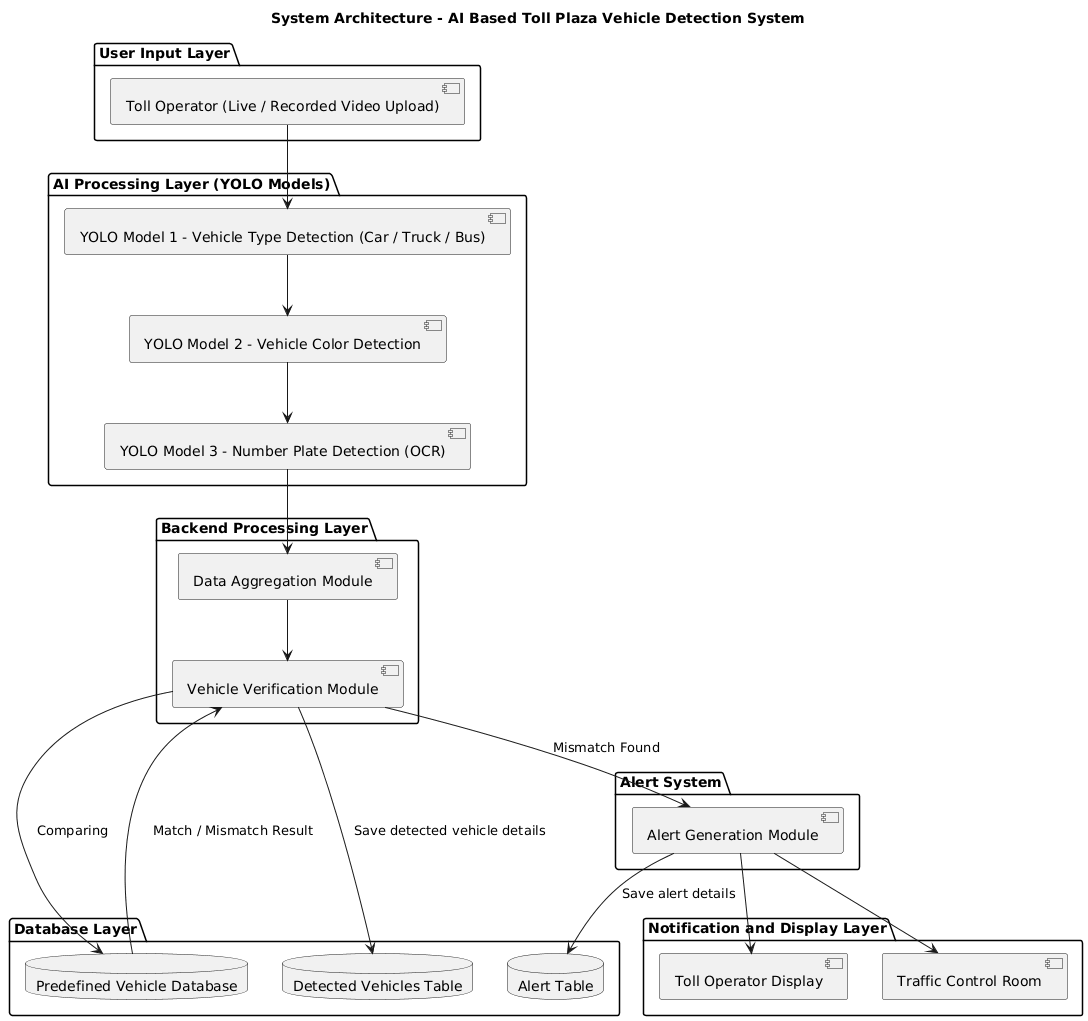 System Architecture - AI Based Toll Plaza Vehicle Detection System
User Input Layer
Toll Operator (Live / Recorded Video Upload)
AI Processing Layer (YOLO Models)
YOLO Model 1 - Vehicle Type Detection (Car / Truck / Bus)
YOLO Model 2 - Vehicle Color Detection
YOLO Model 3 - Number Plate Detection (OCR)
Backend Processing Layer
Data Aggregation Module
Vehicle Verification Module
Mismatch Found
Alert System
Comparing
Match / Mismatch Result
Save detected vehicle details
Alert Generation Module
Save alert details
Database Layer
Notification and Display Layer
Predefined Vehicle Database
Detected Vehicles Table
Alert Table
Toll Operator Display
Traffic Control Room